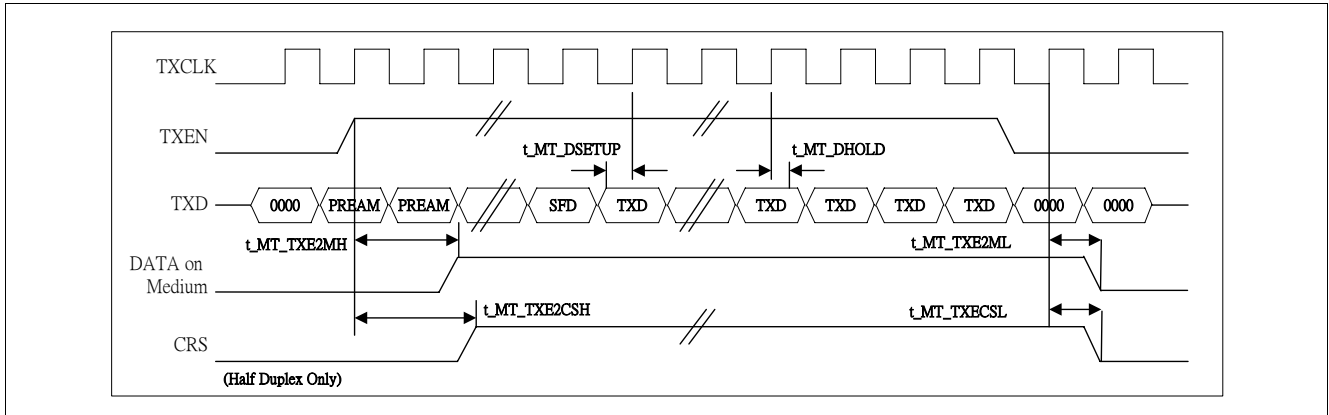 TXCLK
TXEN
t_MT_DSETUP
t_MT_DHOLD
TXD
0000 PREAM PREAM SFD TXD TXD TXD TXD TXD 0000 0000
t_MT_TXE2MH
t_MT_TXE2ML
DATA on
Medium
t_MT_TXE2CSH
t_MT_TXECSL
CRS
(Half Duplex Only)